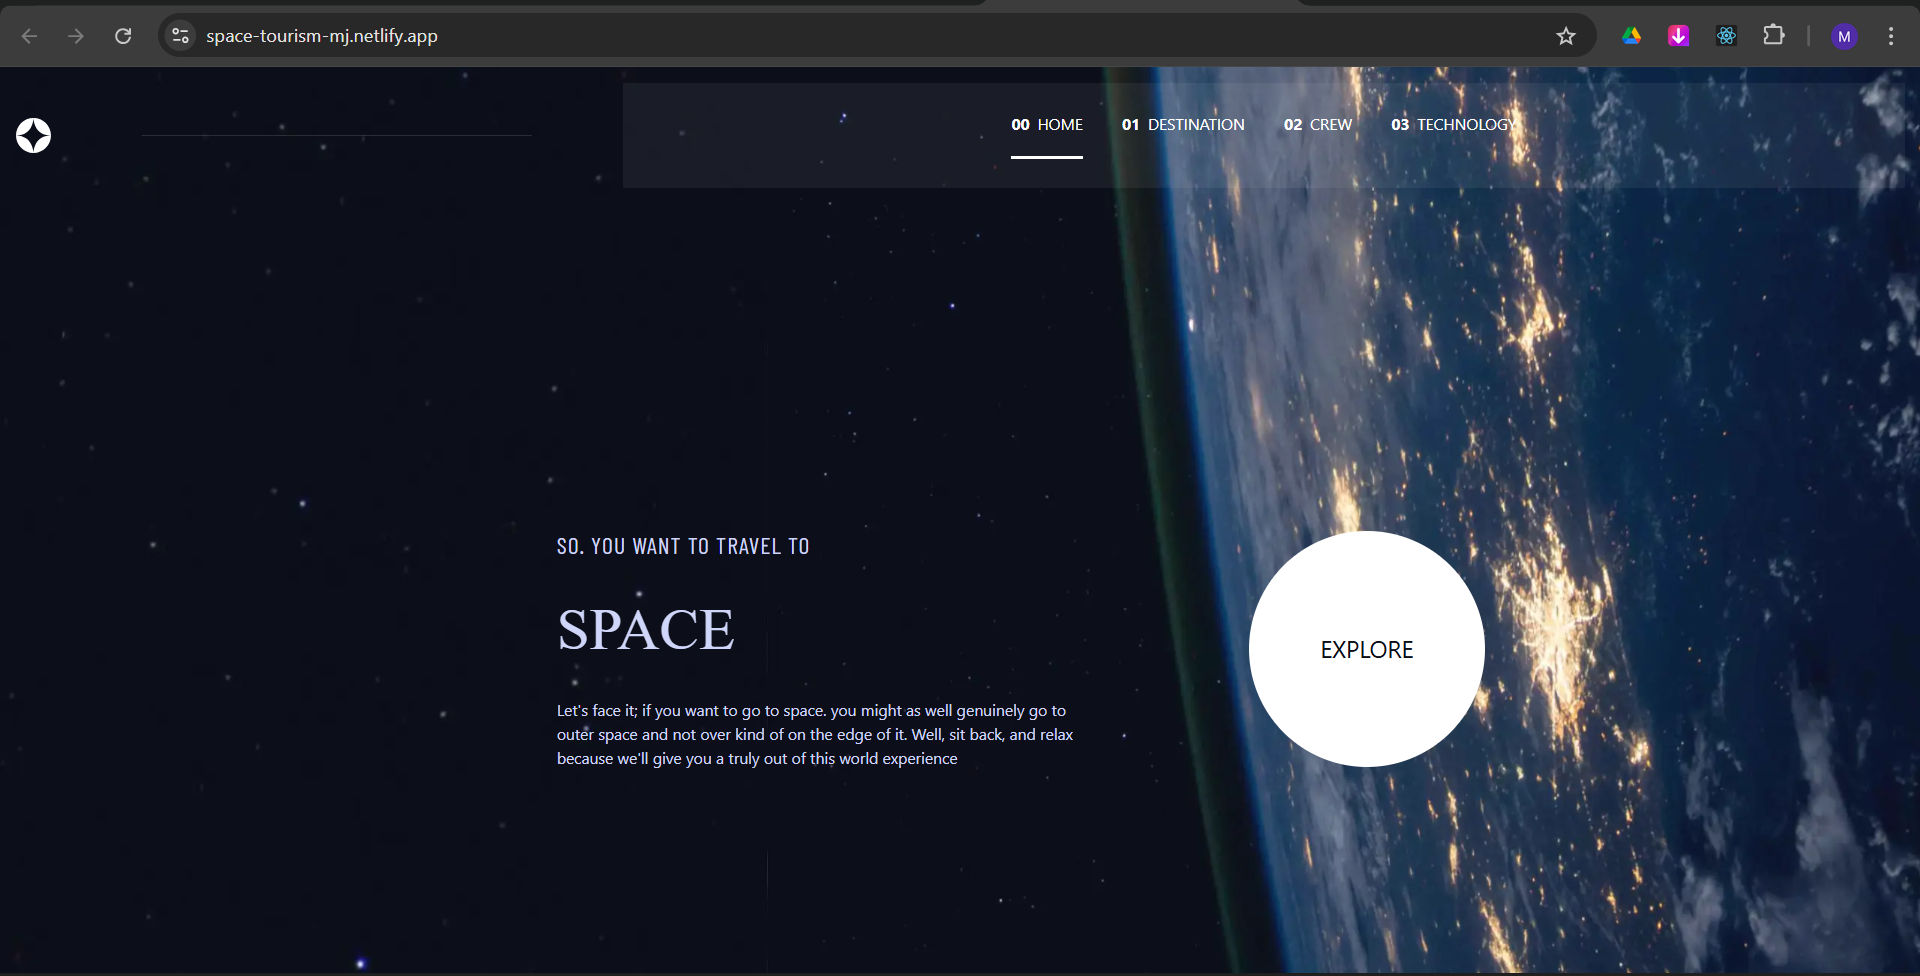 space-tourism-mj.netlify.app
M
00 HOME 01 DESTINATION 02 CREW 03 TECHNOLOGY
SO. YOU WANT TO TRAVEL TO
SPACE
Let's face it; if you want to go to space. you might as well genuinely go to
outer space and not over kind of on the edge of it. Well, sit back, and relax
because we'll give you a truly out of this world experience
EXPLORE